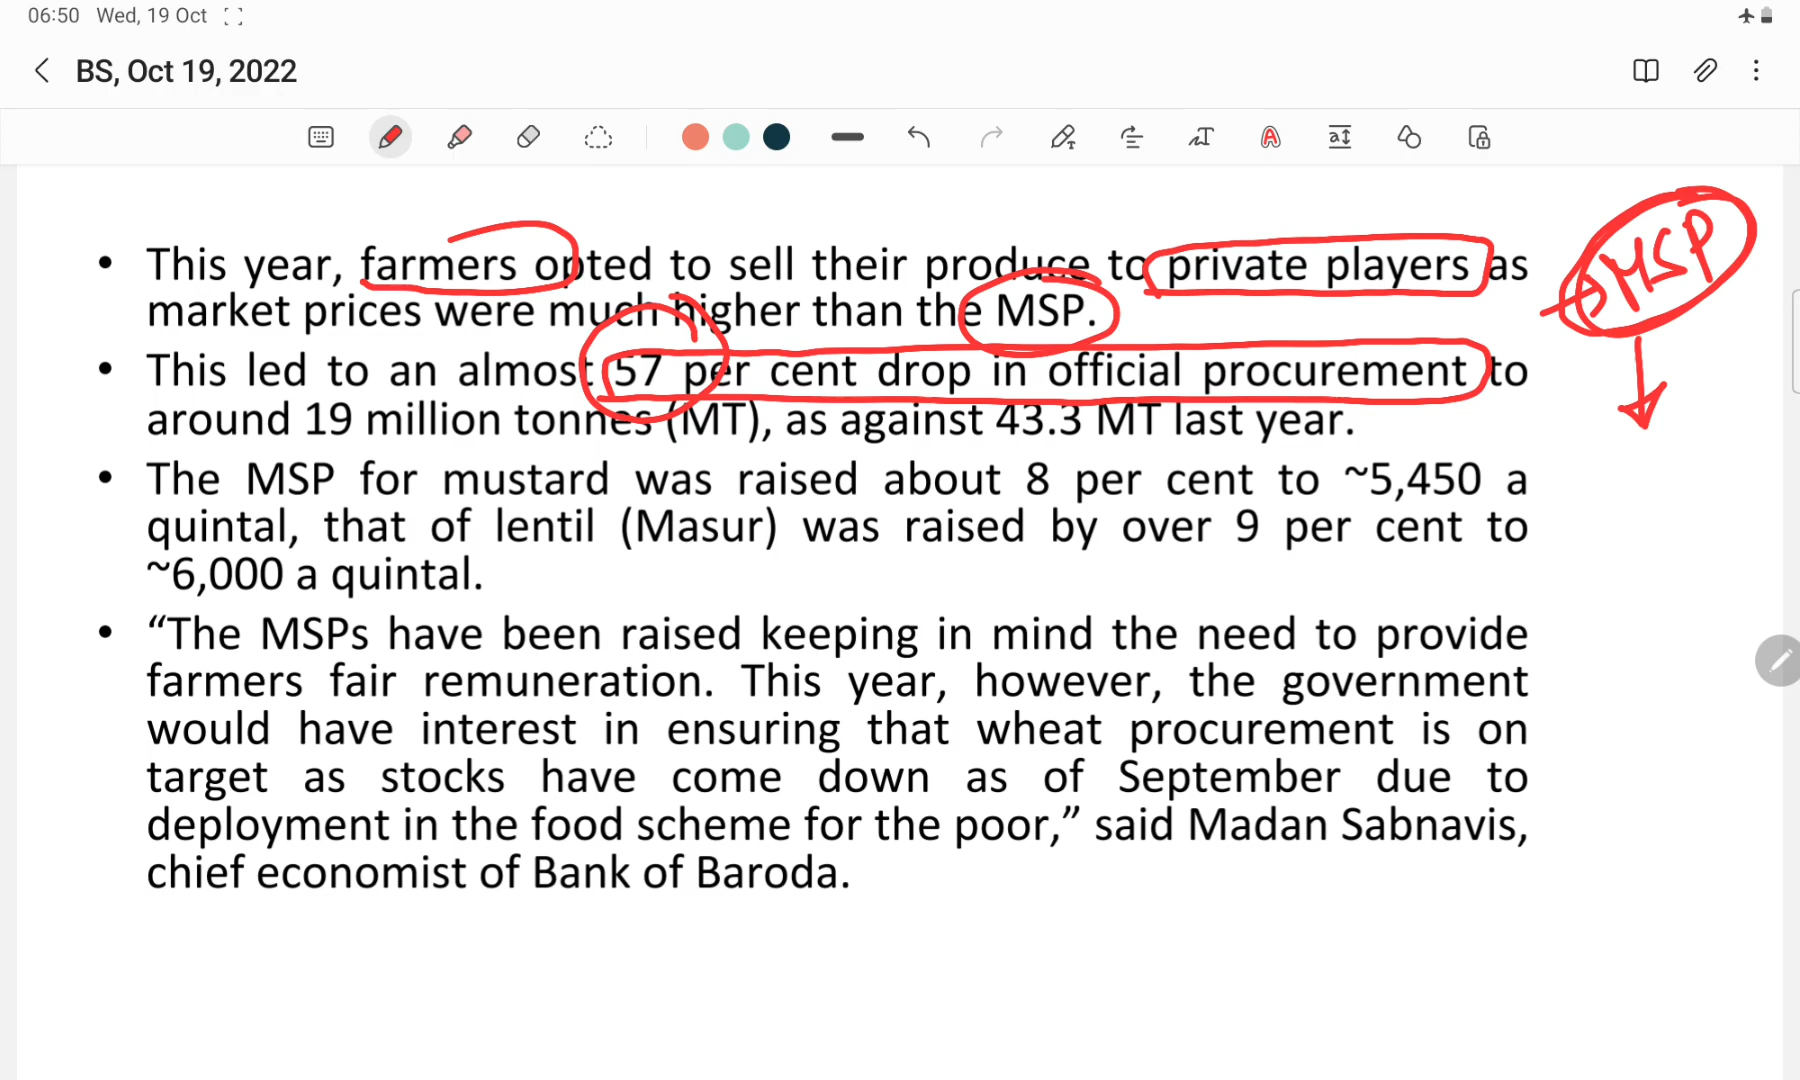 06:50 Wed, 19 Oct
BS, Oct 19, 2022
• This year, farmers opted to sell their produce to private players as
market prices were much higher than the MSP.
• This led to an almost 57 per cent drop in official procurement to
around 19 million tonnes (MT), as against 43.3 MT last year.
• The MSP for mustard was raised about 8 per cent to ~5,450 a
quintal, that of lentil (Masur) was raised by over 9 per cent to
~6,000 a quintal.
• “The MSPs have been raised keeping in mind the need to provide
farmers fair remuneration. This year, however, the government
would have interest in ensuring that wheat procurement is on
target as stocks have come down as of September due to
deployment in the food scheme for the poor,” said Madan Sabnavis,
chief economist of Bank of Baroda.
MSP